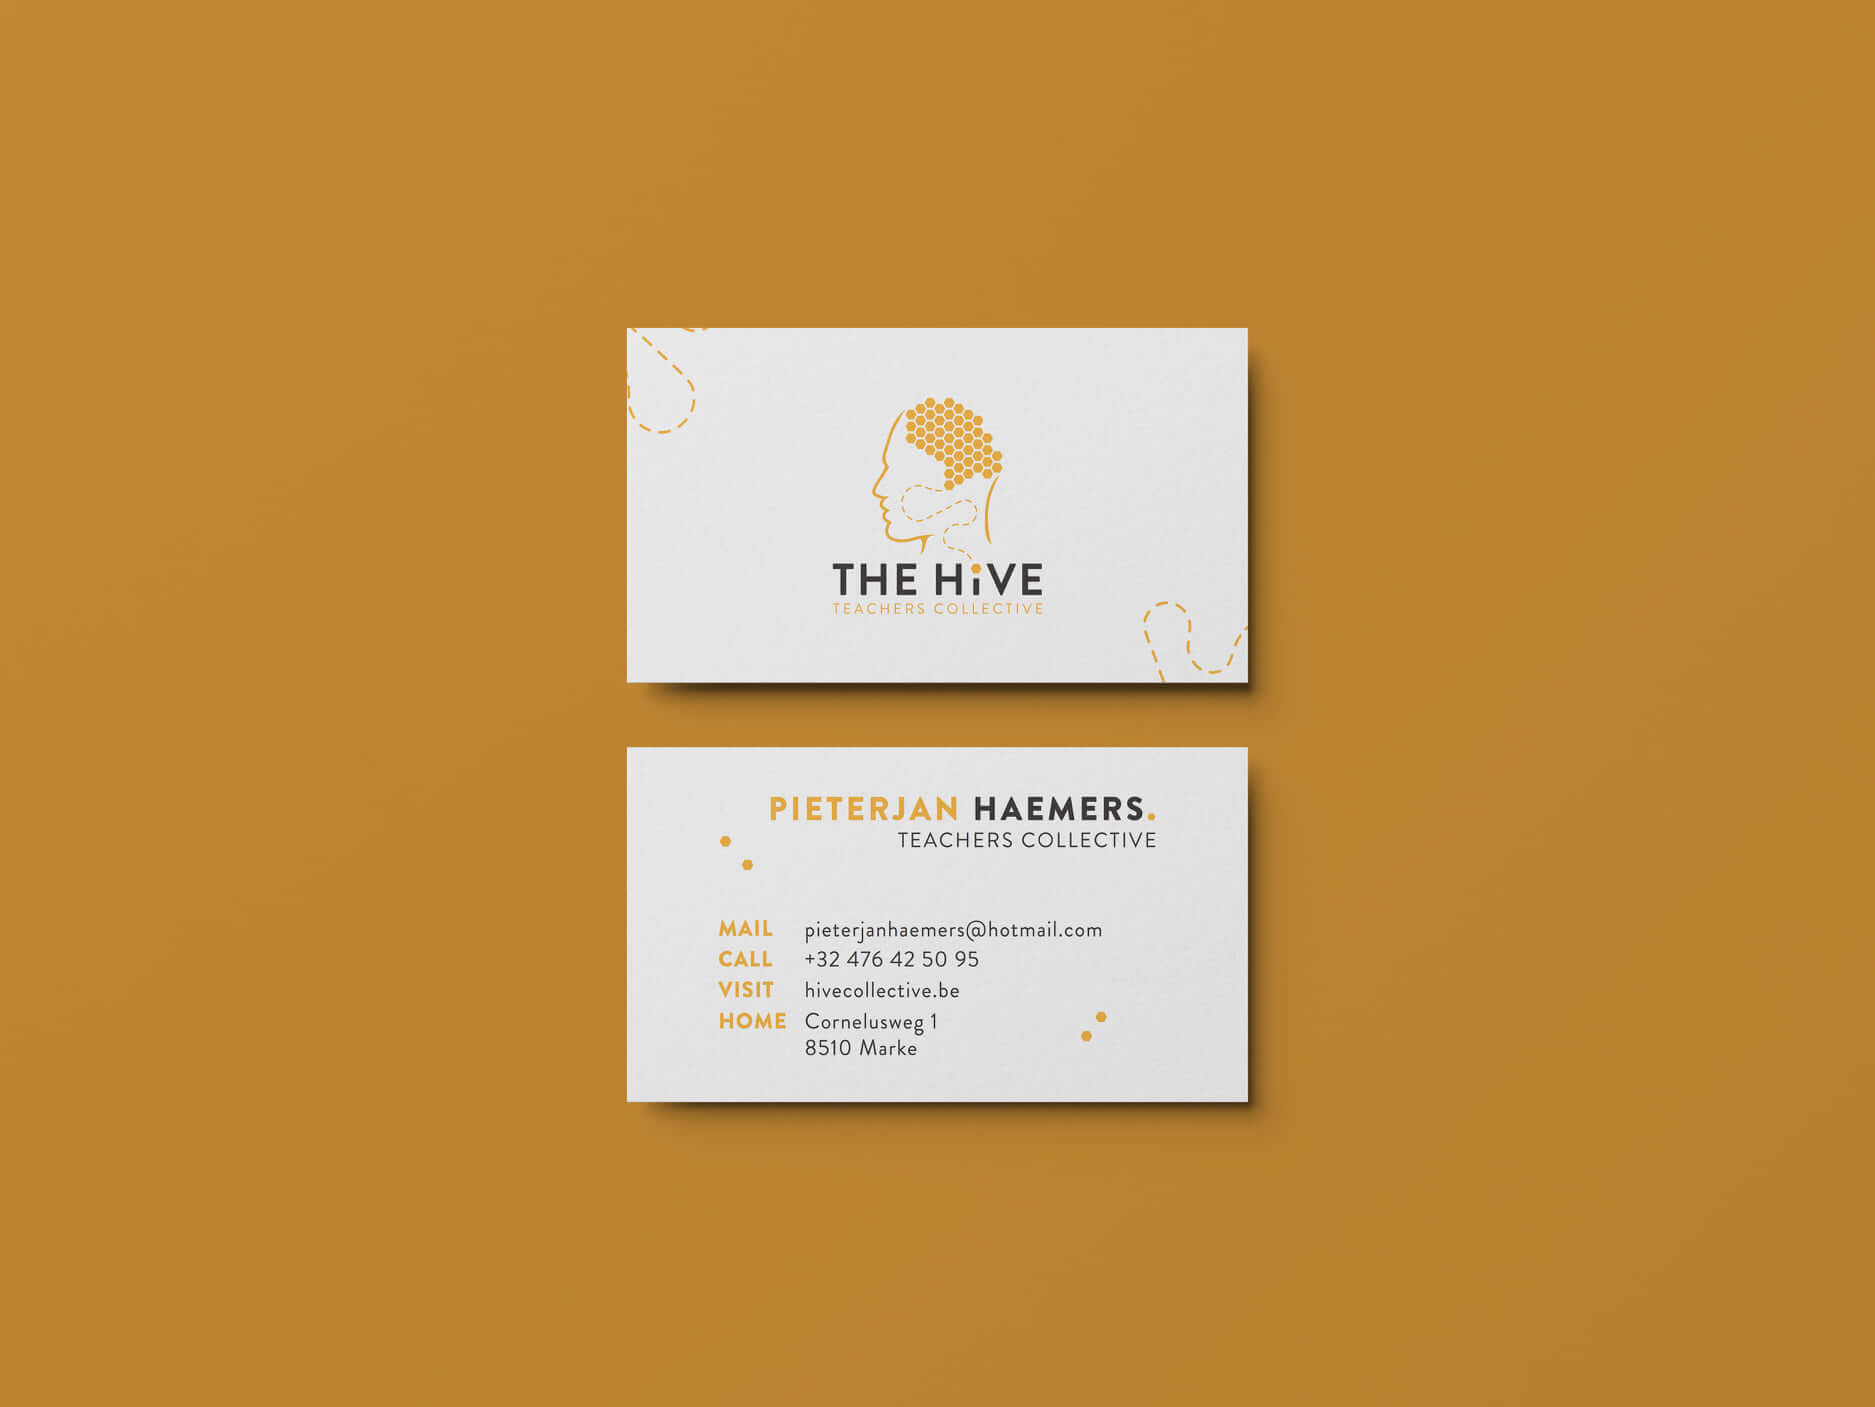 THE HiVE
TEACHERS COLLECTIVE
PIETERJAN HAEMERS.
TEACHERS COLLECTIVE
MAIL pieterjanhaemers@hotmail.com
CALL +32 476 42 50 95
VISIT hivecollective.be
HOME Cornelusweg 1
8510 Marke